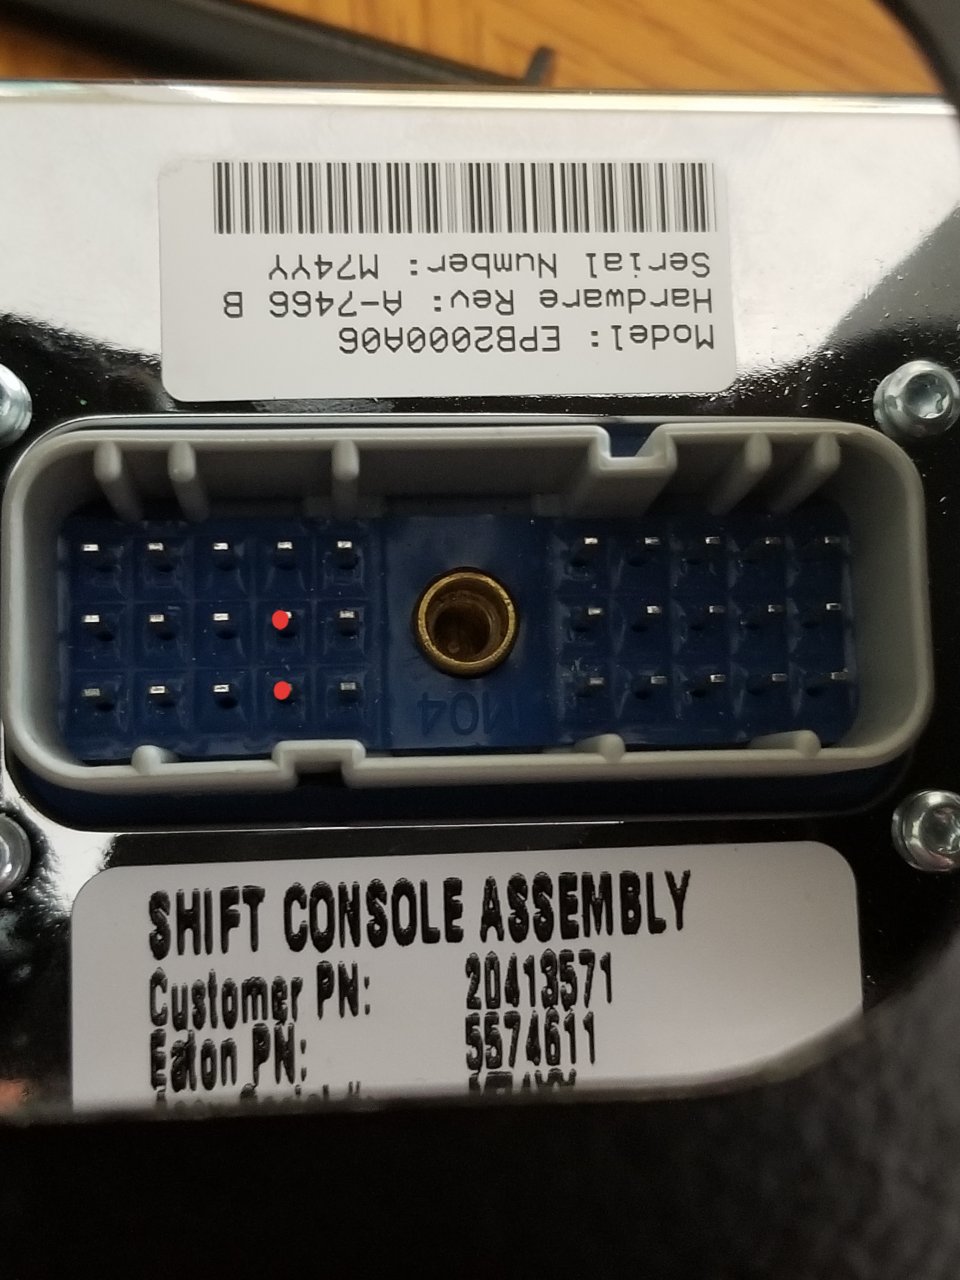 Model: EPB2000A06
Hardware Rev: A-7466 B
Serial Number: M74YY
M04
SHIFT CONSOLE ASSEMBLY
Customer PN: 20413571
Eaton PN: 5574611